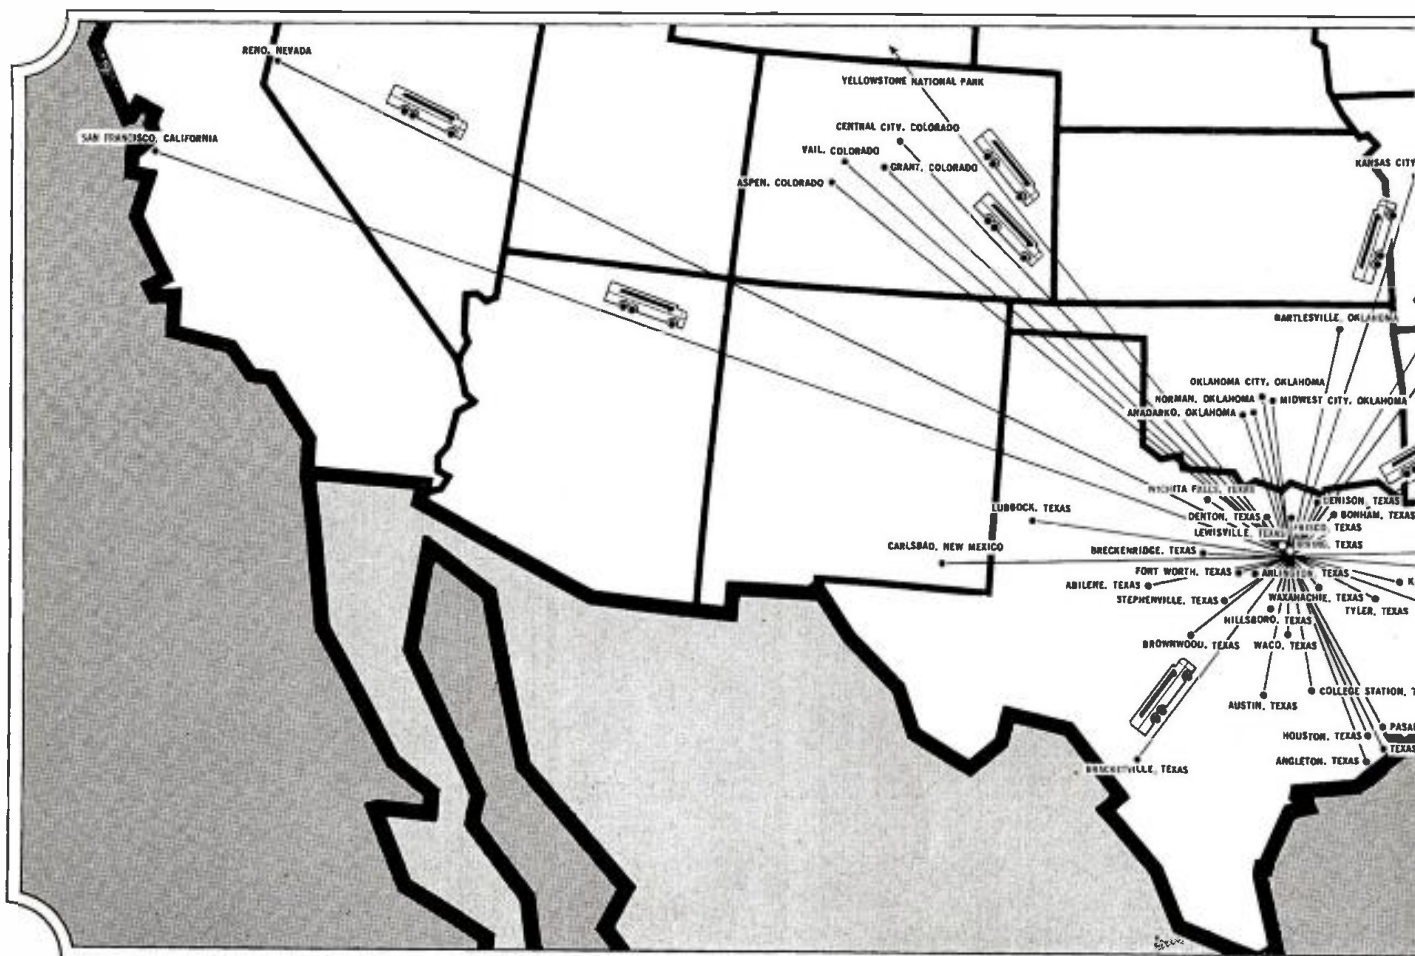 RENO, NEVADA
YELLOWSTONE NATIONAL PARK
SAN FRANCISCO, CALIFORNIA
CENTRAL CITY, COLORADO
VAIL, COLORADO
GRANT, COLORADO
ASPEN, COLORADO
KANSAS CITY
BARTLESVILLE, OKLAHOMA
OKLAHOMA CITY, OKLAHOMA
NORMAN, OKLAHOMA
MIDWEST CITY, OKLAHOMA
ANADARKO, OKLAHOMA
WICHITA FALLS, TEXAS
DENISON, TEXAS
LUBBOCK, TEXAS
DENTON, TEXAS
BONHAM, TEXAS
FRISCO, TEXAS
LEWISVILLE, TEXAS
TEXAS
CARLSBAD, NEW MEXICO
BRECKENRIDGE, TEXAS
FORT WORTH, TEXAS
ARLINGTON, TEXAS
ABILENE, TEXAS
K
STEPHENVILLE, TEXAS
WAXAHACHIE, TEXAS
TYLER, TEXAS
HILLSBORO, TEXAS
BROWNWOOD, TEXAS
WACO, TEXAS
COLLEGE STATION, T
AUSTIN, TEXAS
PASA
HOUSTON, TEXAS
TEXAS
ANGLETON, TEXAS
BRACKETVILLE, TEXAS